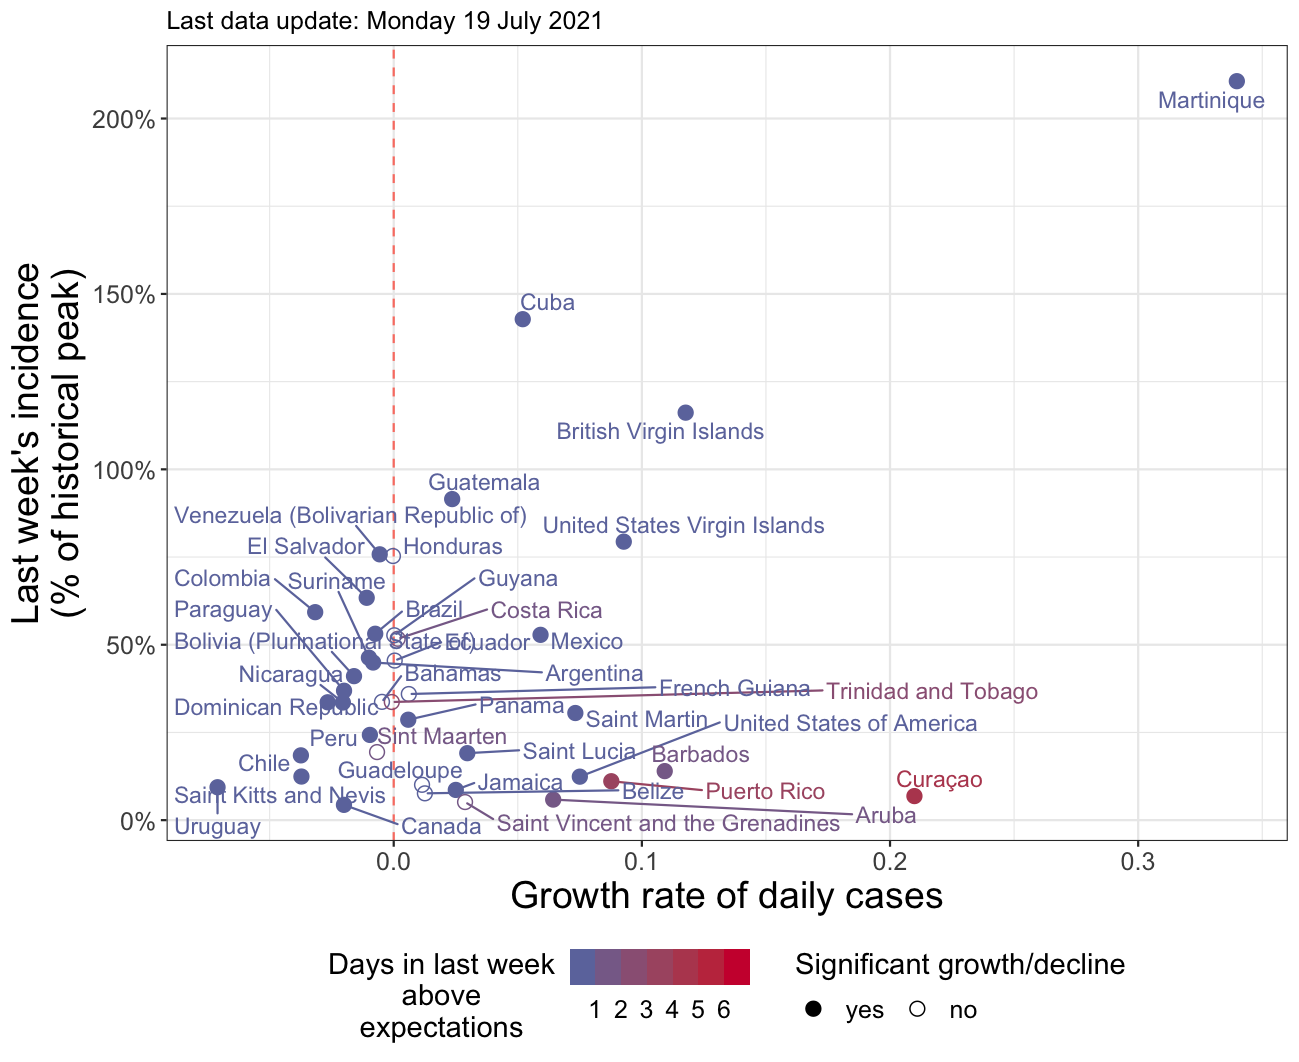 Last data update: Monday 19 July 2021
Last week's incidence
(% of historical peak)
200%
150%
100%
50%
0%
Martinique
Cuba
British Virgin Islands
Guatemala
Venezuela (Bolivarian Republic of)
United States Virgin Islands
El Salvador
Honduras
Colombia
Suriname
Guyana
Paraguay
Brazil
Costa Rica
Bolivia (Plurinational State of)
Ecuador
Mexico
Nicaragua
Bahamas
Argentina
French Guiana
Trinidad and Tobago
Dominican Republic
Panama
Saint Martin
United States of America
Peru
Sint Maarten
Saint Lucia
Barbados
Chile
Guadeloupe
Jamaica
Belize
Puerto Rico
Curaçao
Saint Kitts and Nevis
Aruba
Uruguay
Canada
Saint Vincent and the Grenadines
0.0
0.1
0.2
0.3
Growth rate of daily cases
Days in last week
above
expectations
1 2 3 4 5 6
Significant growth/decline
yes
no